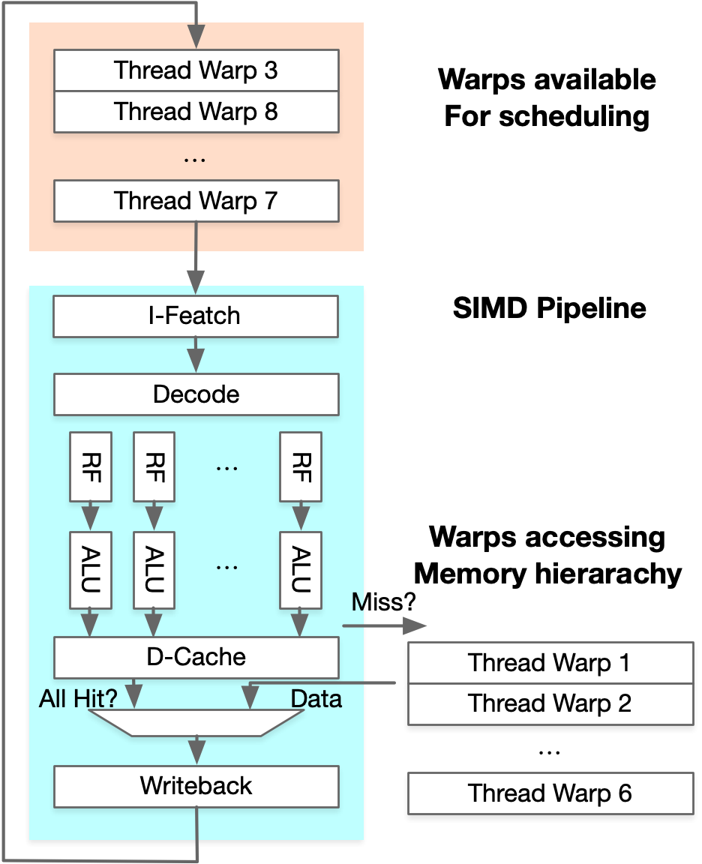 Thread Warp 3
Thread Warp 8
...
Thread Warp 7
Warps available
For scheduling
SIMD Pipeline
I-Featch
Decode
RF RF ... RF
ALU ALU ... ALU
Warps accessing
Memory hierarachy
Miss?
D-Cache
Thread Warp 1
Thread Warp 2
...
Thread Warp 6
All Hit? Data
Writeback